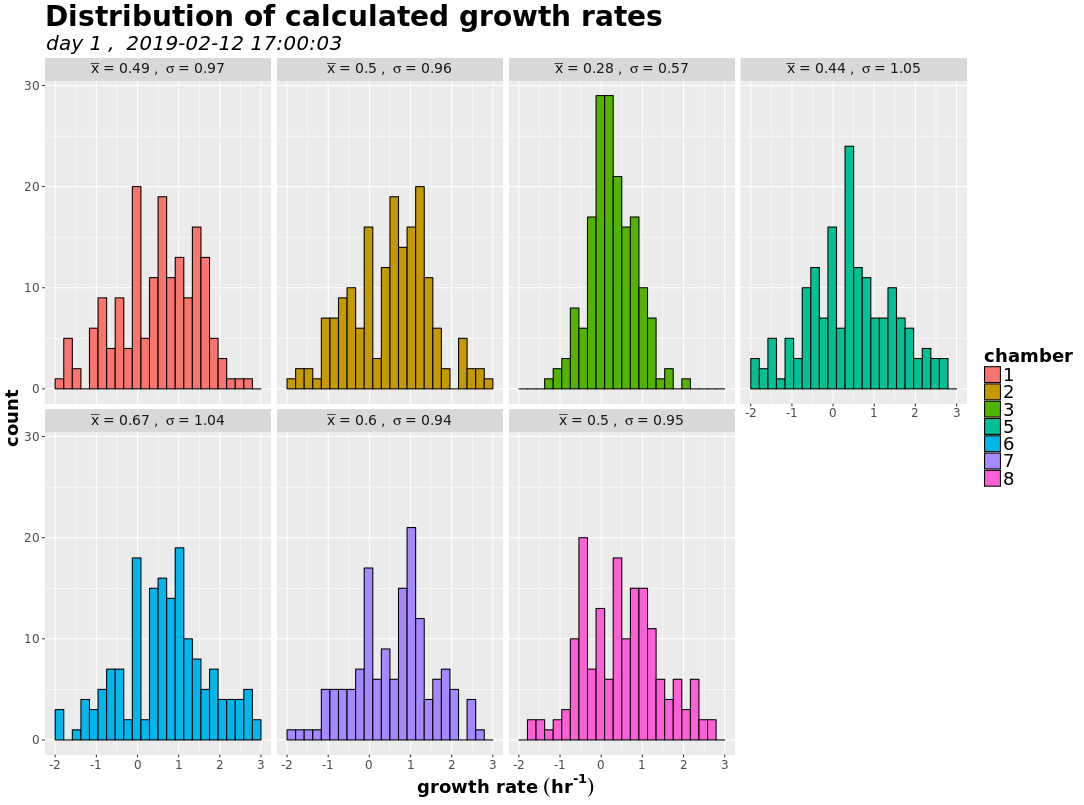 Distribution of calculated growth rates
day 1 ,  2019-02-12 17:00:03
x̅ = 0.49 ,  σ = 0.97
x̅ = 0.5 ,  σ = 0.96
x̅ = 0.28 ,  σ = 0.57
x̅ = 0.44 ,  σ = 1.05
30
20
10
0
-2 -1 0 1 2 3
x̅ = 0.67 ,  σ = 1.04
x̅ = 0.6 ,  σ = 0.94
x̅ = 0.5 ,  σ = 0.95
30
20
10
0
-2 -1 0 1 2 3
-2 -1 0 1 2 3
-2 -1 0 1 2 3
count
growth rate (hr⁻¹)
chamber
1
2
3
5
6
7
8